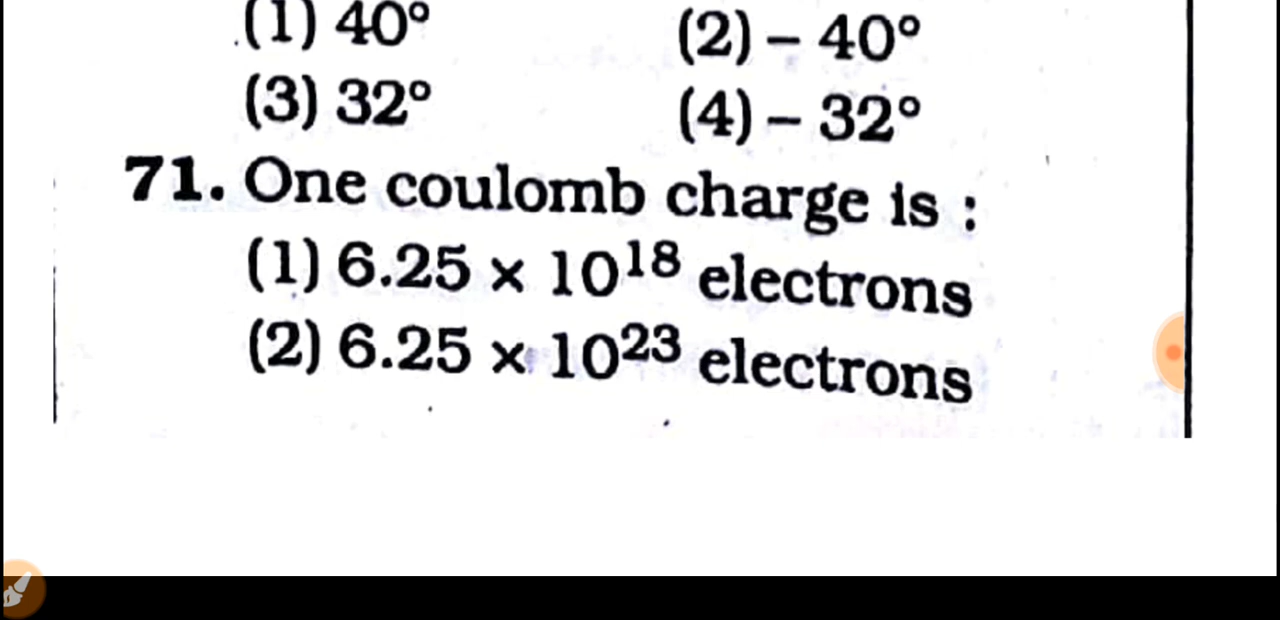 (1) 40° (2) – 40°
(3) 32° (4) – 32°
71. One coulomb charge is :
(1) 6.25 × 10¹⁸ electrons
(2) 6.25 × 10²³ electrons